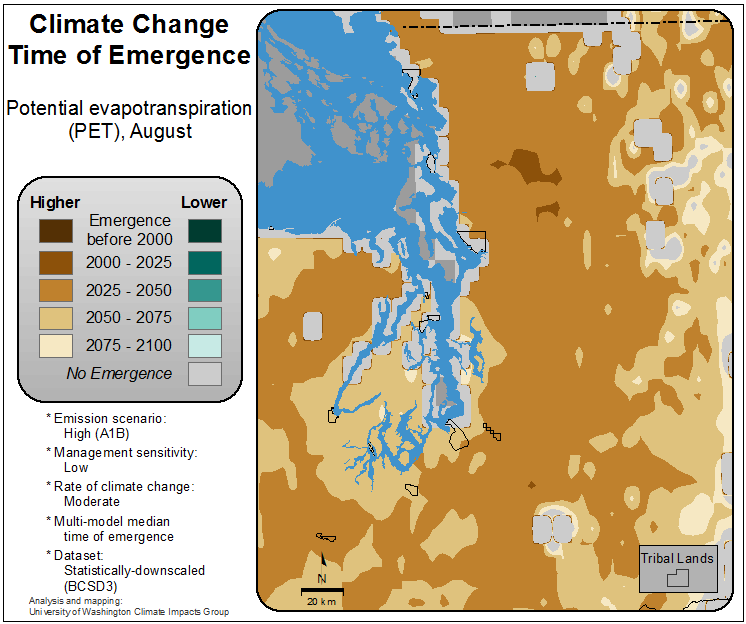 Climate Change
Time of Emergence
Potential evapotranspiration
(PET), August
Higher Lower
Emergence
before 2000
2000 - 2025
2025 - 2050
2050 - 2075
2075 - 2100
No Emergence
* Emission scenario:
High (A1B)
* Management sensitivity:
Low
* Rate of climate change:
Moderate
* Multi-model median
time of emergence
* Dataset:
Statistically-downscaled
(BCSD3)
Analysis and mapping:
University of Washington Climate Impacts Group
N
20 km
Tribal Lands